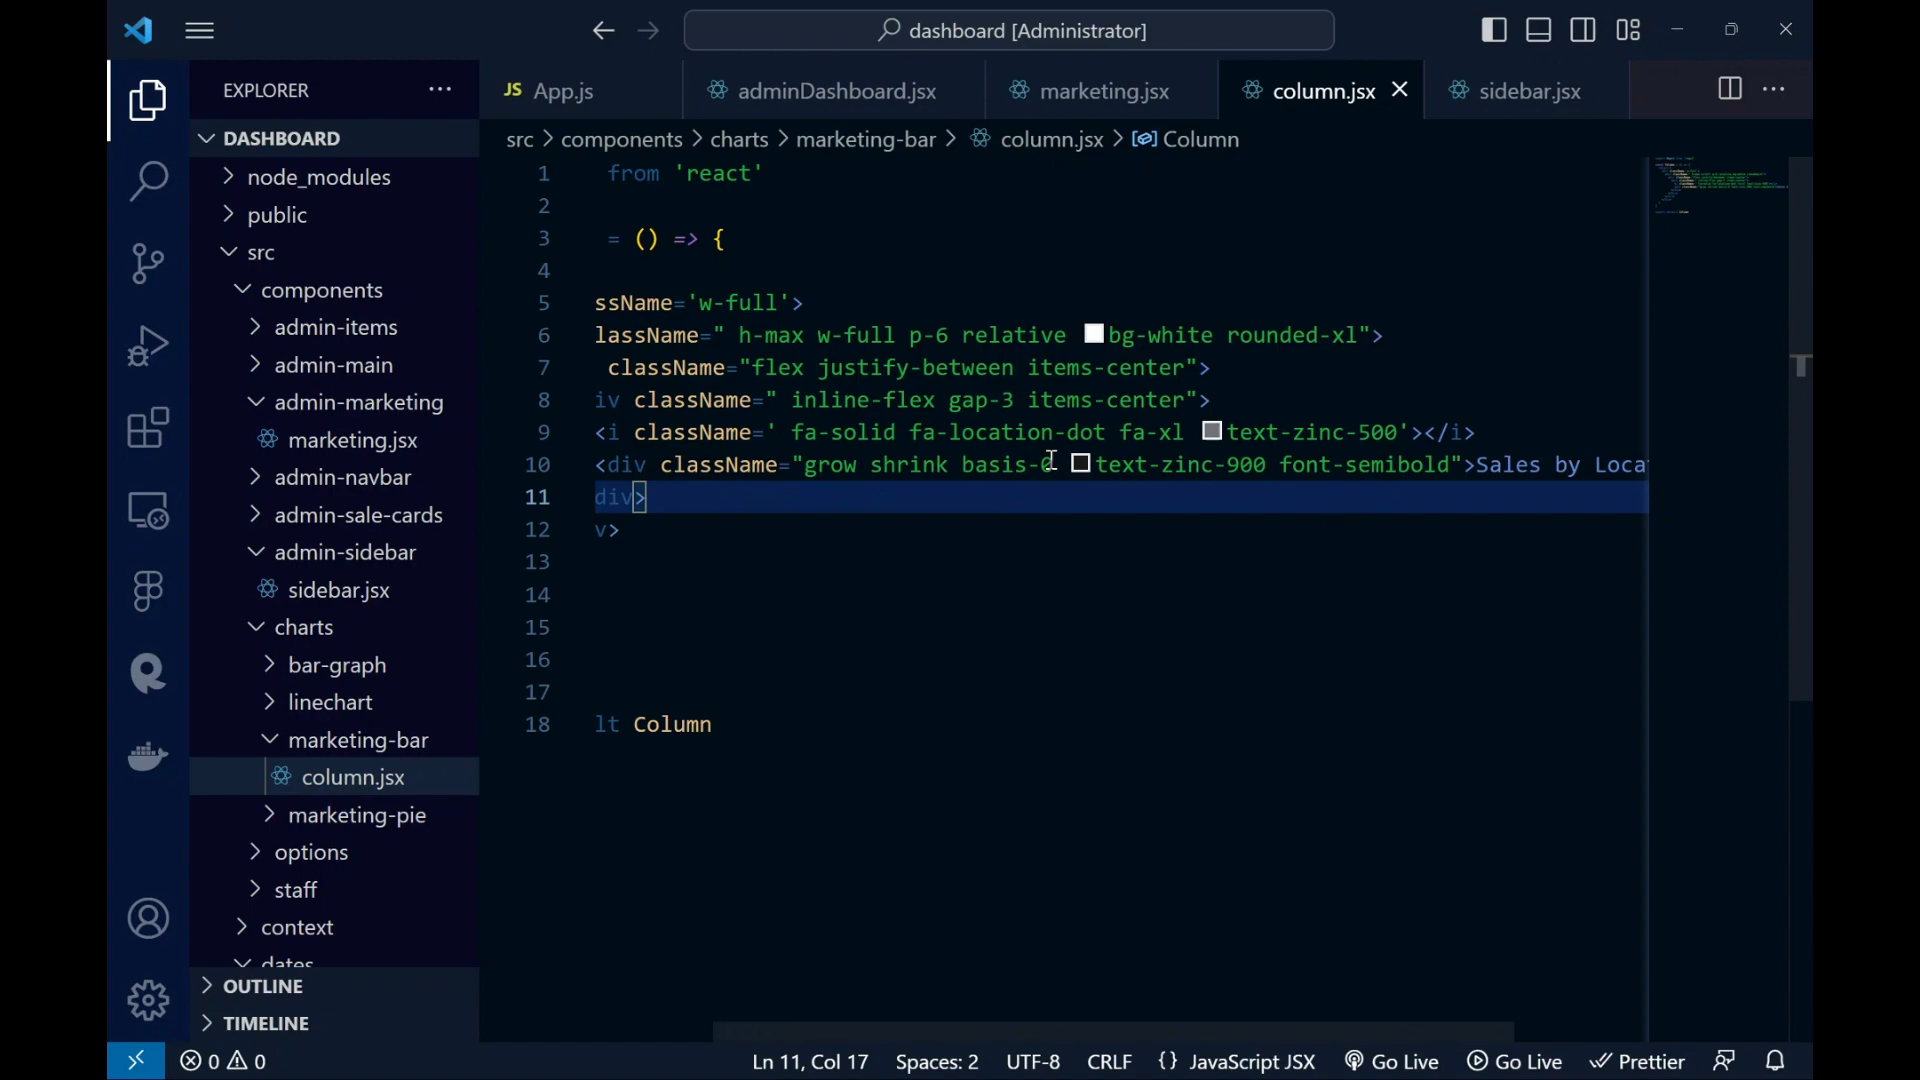 dashboard [Administrator]
EXPLORER
JS App.js
adminDashboard.jsx
marketing.jsx
column.jsx
sidebar.jsx
src > components > charts > marketing-bar > column.jsx > Column
DASHBOARD
node_modules
public
src
components
admin-items
admin-main
admin-marketing
marketing.jsx
admin-navbar
admin-sale-cards
admin-sidebar
sidebar.jsx
charts
bar-graph
linechart
marketing-bar
column.jsx
marketing-pie
options
staff
context
dates
OUTLINE
TIMELINE
1 from 'react'
2
3 = () => {
4
5 ssName='w-full'>
6 lassName=" h-max w-full p-6 relative bg-white rounded-xl">
7 className="flex justify-between items-center">
8 iv className=" inline-flex gap-3 items-center">
9 <i className=' fa-solid fa-location-dot fa-xl text-zinc-500'></i>
10 <div className="grow shrink basis-0 text-zinc-900 font-semibold">Sales by Loca
11 div>
12 v>
13
14
15
16
17
18 lt Column
0 0
Ln 11, Col 17
Spaces: 2
UTF-8
CRLF
{} JavaScript JSX
Go Live
Go Live
Prettier